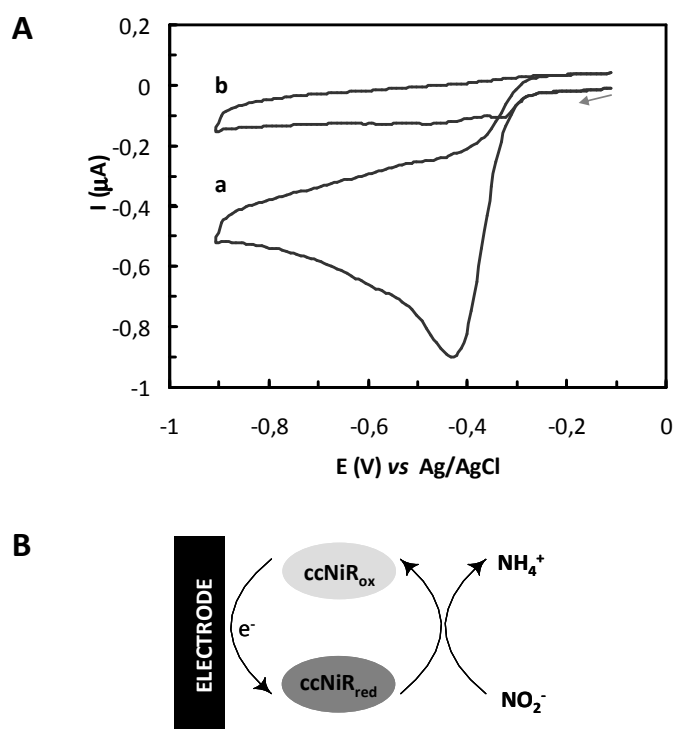 A
0,2
0
-0,2
-0,4
-0,6
-0,8
-1
I (µA)
b
a
-1 -0,8 -0,6 -0,4 -0,2 0
E (V) vs Ag/AgCl
B
ELECTRODE
e⁻
ccNiRox
ccNiRred
NH₄⁺
NO₂⁻